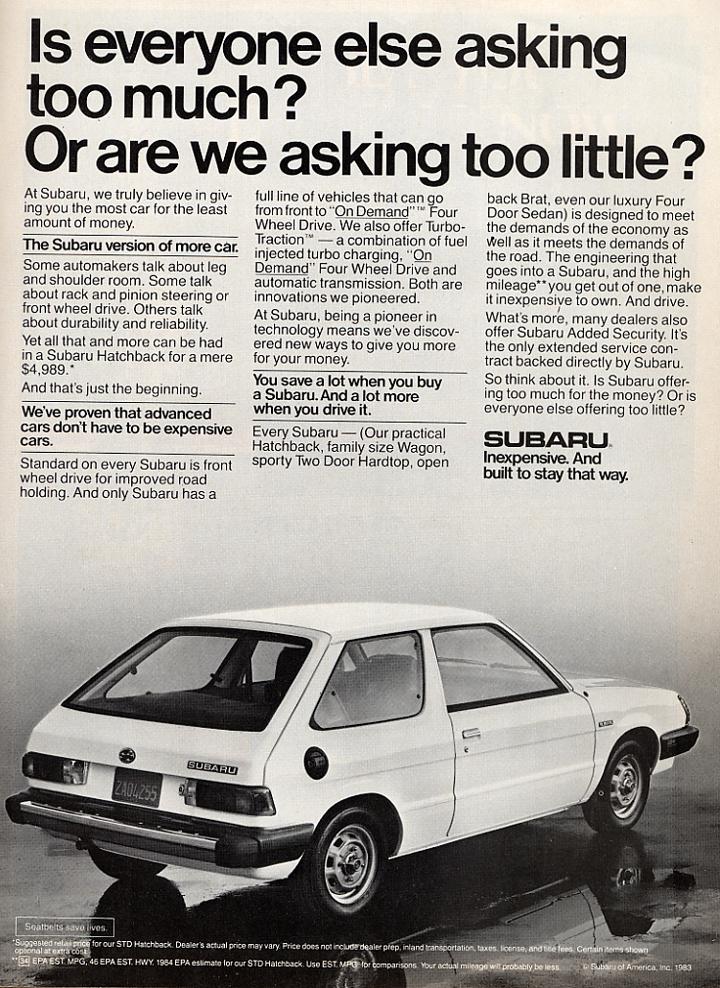 Is everyone else asking
too much?
Or are we asking too little?
At Subaru, we truly believe in giv-
ing you the most car for the least
amount of money.
The Subaru version of more car.
Some automakers talk about leg
and shoulder room. Some talk
about rack and pinion steering or
front wheel drive. Others talk
about durability and reliability.
Yet all that and more can be had
in a Subaru Hatchback for a mere
$4,989.*
And that's just the beginning.
We've proven that advanced
cars don't have to be expensive
cars.
Standard on every Subaru is front
wheel drive for improved road
holding. And only Subaru has a
full line of vehicles that can go
from front to "On Demand"™ Four
Wheel Drive. We also offer Turbo-
Traction™ — a combination of fuel
injected turbo charging, "On
Demand" Four Wheel Drive and
automatic transmission. Both are
innovations we pioneered.
At Subaru, being a pioneer in
technology means we've discov-
ered new ways to give you more
for your money.
You save a lot when you buy
a Subaru. And a lot more
when you drive it.
Every Subaru — (Our practical
Hatchback, family size Wagon,
sporty Two Door Hardtop, open
back Brat, even our luxury Four
Door Sedan) is designed to meet
the demands of the economy as
well as it meets the demands of
the road. The engineering that
goes into a Subaru, and the high
mileage** you get out of one, make
it inexpensive to own. And drive.
What's more, many dealers also
offer Subaru Added Security. It's
the only extended service con-
tract backed directly by Subaru.
So think about it. Is Subaru offer-
ing too much for the money? Or is
everyone else offering too little?
SUBARU
Inexpensive. And
built to stay that way.
SUBARU
ZA04255
Seatbelts save lives.
*Suggested retail price for our STD Hatchback. Dealer's actual price may vary. Price does not include dealer prep, inland transportation, taxes, license, and title fees. Certain items shown
optional at extra cost.
**34 EPA EST. MPG, 46 EPA EST. HWY. 1984 EPA estimate for our STD Hatchback. Use EST. MPG for comparisons. Your actual mileage will probably be less. © Subaru of America, Inc. 1983